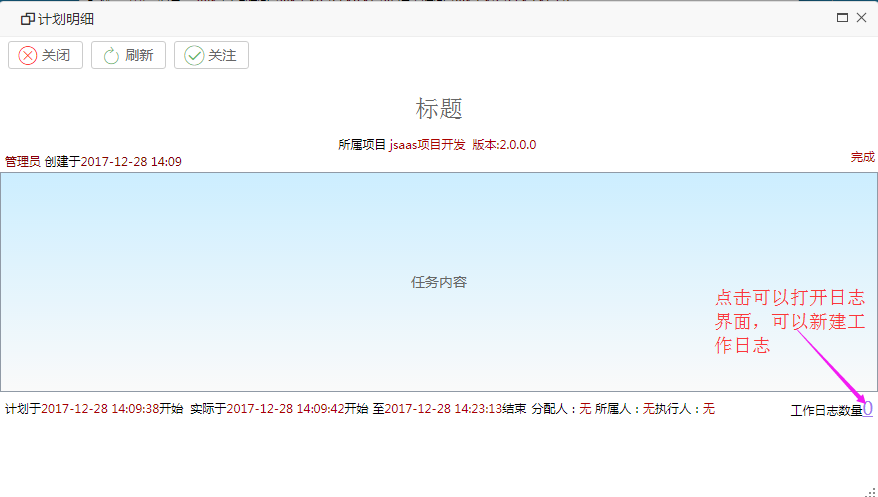 计划明细
关闭 刷新 关注
标题
所属项目 jsaas项目开发 版本:2.0.0.0
管理员 创建于2017-12-28 14:09
完成
任务内容
点击可以打开日志
界面，可以新建工
作日志
计划于2017-12-28 14:09:38开始 实际于2017-12-28 14:09:42开始 至2017-12-28 14:23:13结束 分配人：无 所属人：无执行人：无
工作日志数量0